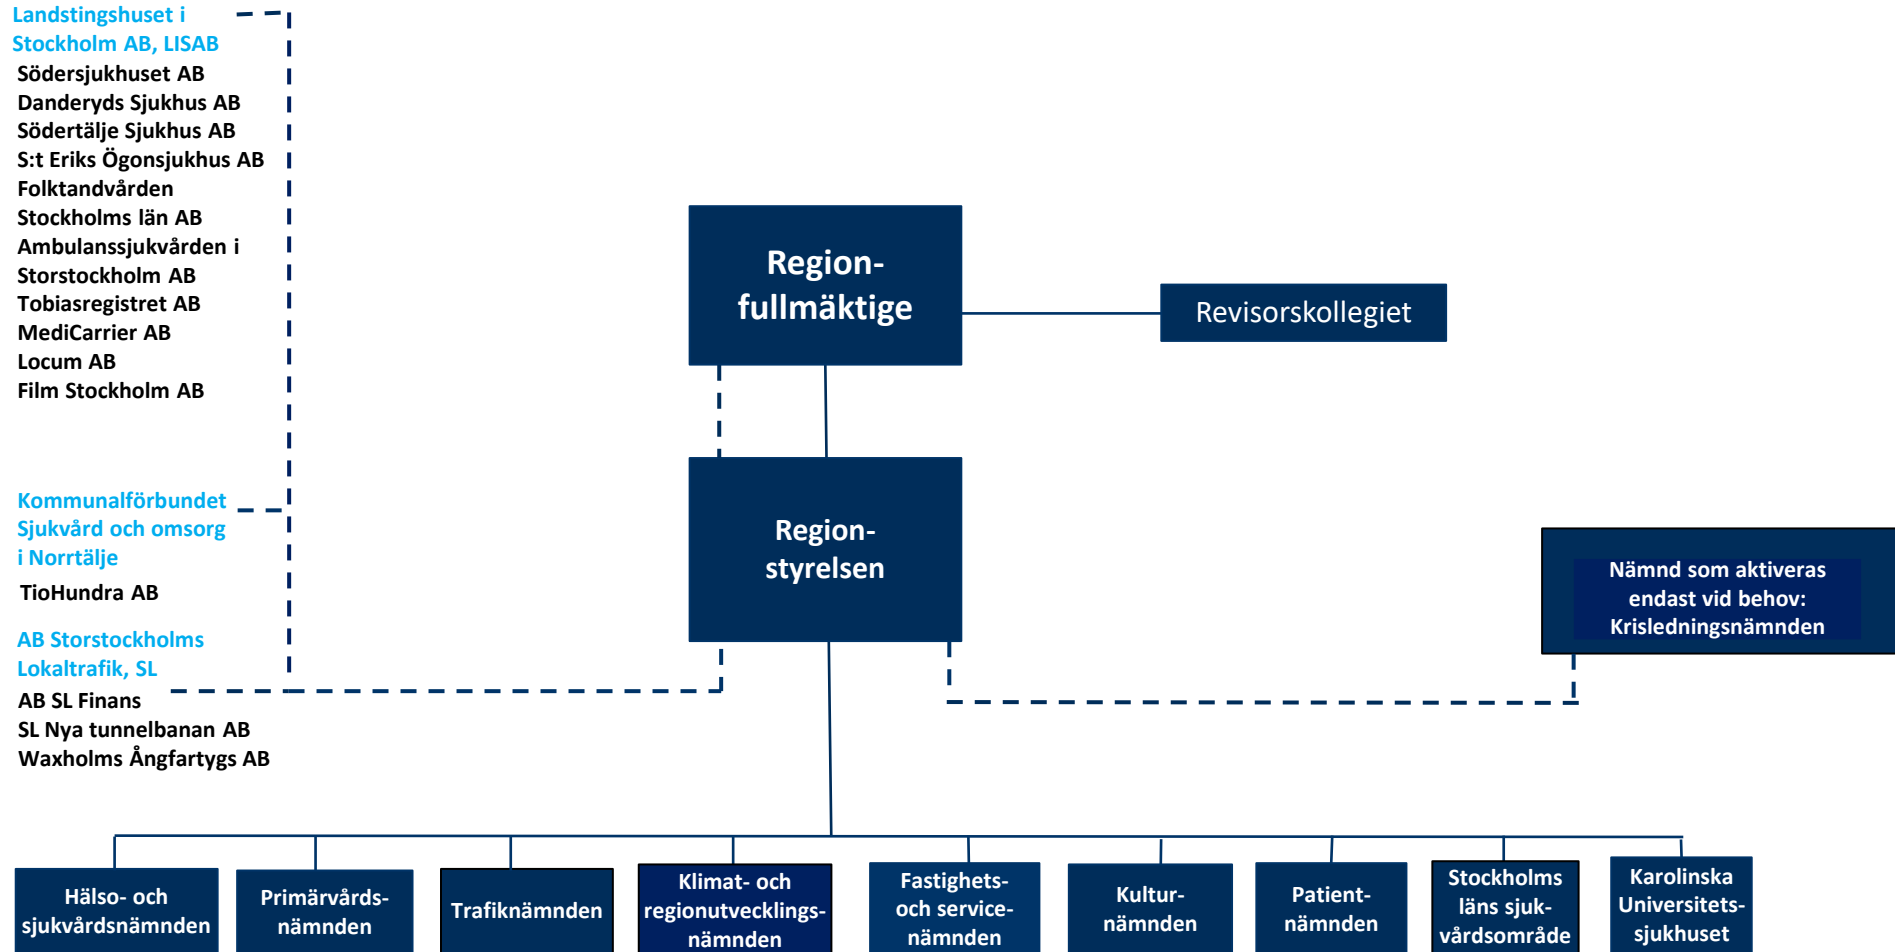 Landstingshuset i
Stockholm AB, LISAB
Södersjukhuset AB
Danderyds Sjukhus AB
Södertälje Sjukhus AB
S:t Eriks Ögonsjukhus AB
Folktandvården
Stockholms län AB
Ambulanssjukvården i
Storstockholm AB
Tobiasregistret AB
MediCarrier AB
Locum AB
Film Stockholm AB
Kommunalförbundet
Sjukvård och omsorg
i Norrtälje
TioHundra AB
AB Storstockholms
Lokaltrafik, SL
AB SL Finans
SL Nya tunnelbanan AB
Waxholms Ångfartygs AB
Region-
fullmäktige
Revisorskollegiet
Region-
styrelsen
Nämnd som aktiveras
endast vid behov:
Krisledningsnämnden
Hälso- och
sjukvårdsnämnden
Primärvårds-
nämnden
Trafiknämnden
Klimat- och
regionutvecklings-
nämnden
Fastighets-
och service-
nämnden
Kultur-
nämnden
Patient-
nämnden
Stockholms
läns sjuk-
vårdsområde
Karolinska
Universitets-
sjukhuset